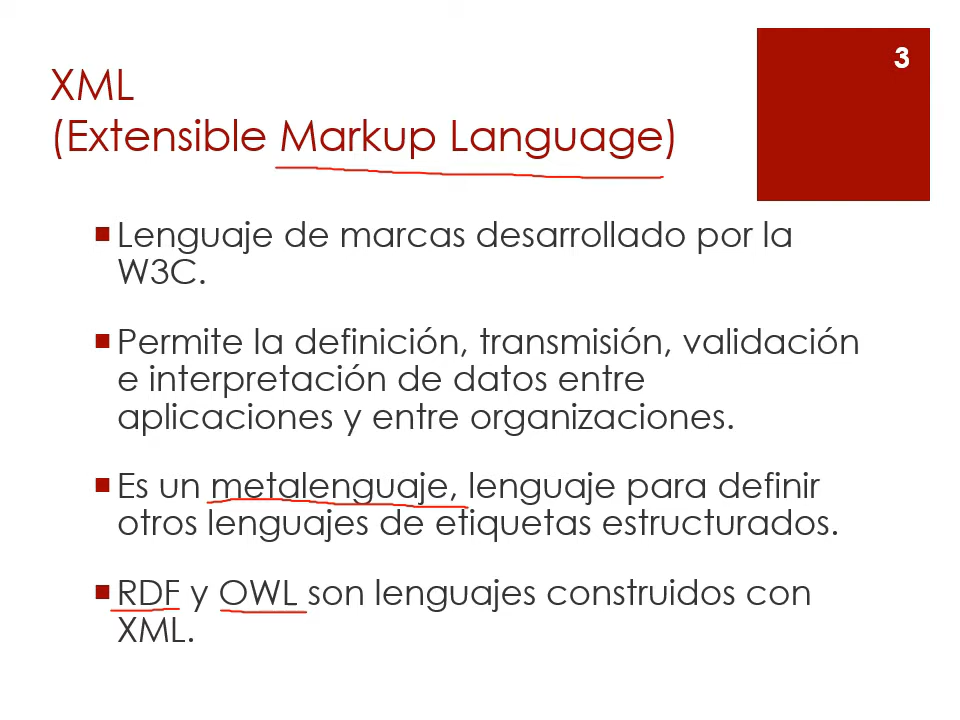 3
XML
(Extensible Markup Language)
Lenguaje de marcas desarrollado por la
W3C.
Permite la definición, transmisión, validación
e interpretación de datos entre
aplicaciones y entre organizaciones.
Es un metalenguaje, lenguaje para definir
otros lenguajes de etiquetas estructurados.
RDF y OWL son lenguajes construidos con
XML.